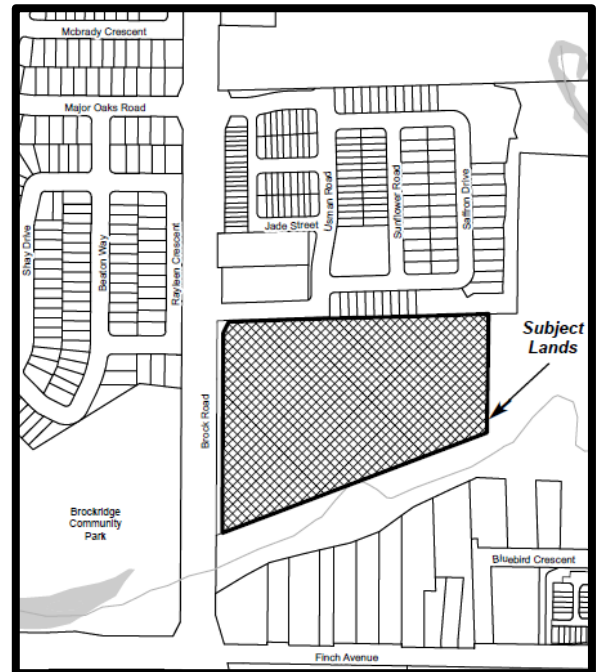 Mcbrady Crescent
Major Oaks Road
Shay Drive
Beaton Way
Rayleen Crescent
Jade Street
Usman Road
Sunflower Road
Saffron Drive
Subject
Lands
Brock Road
Brockridge
Community
Park
Bluebird Crescent
Finch Avenue